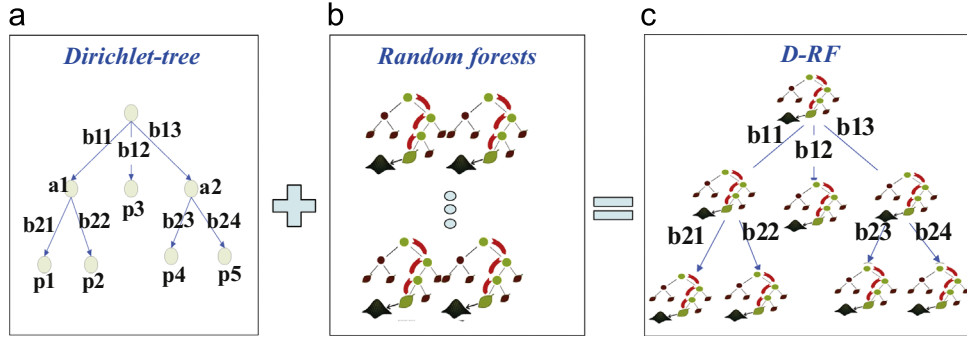 a
b
c
Dirichlet-tree
b11
b12
b13
a1
a2
p3
b21
b22
b23
b24
p1
p2
p4
p5
Random forests
D-RF
b11
b12
b13
b21
b22
b23
b24